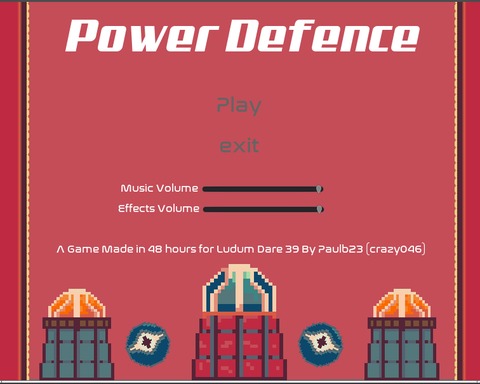 Power Defence
Play
exit
Music Volume
Effects Volume
A Game Made in 48 hours for Ludum Dare 39 By Paulb23 (crazy046)